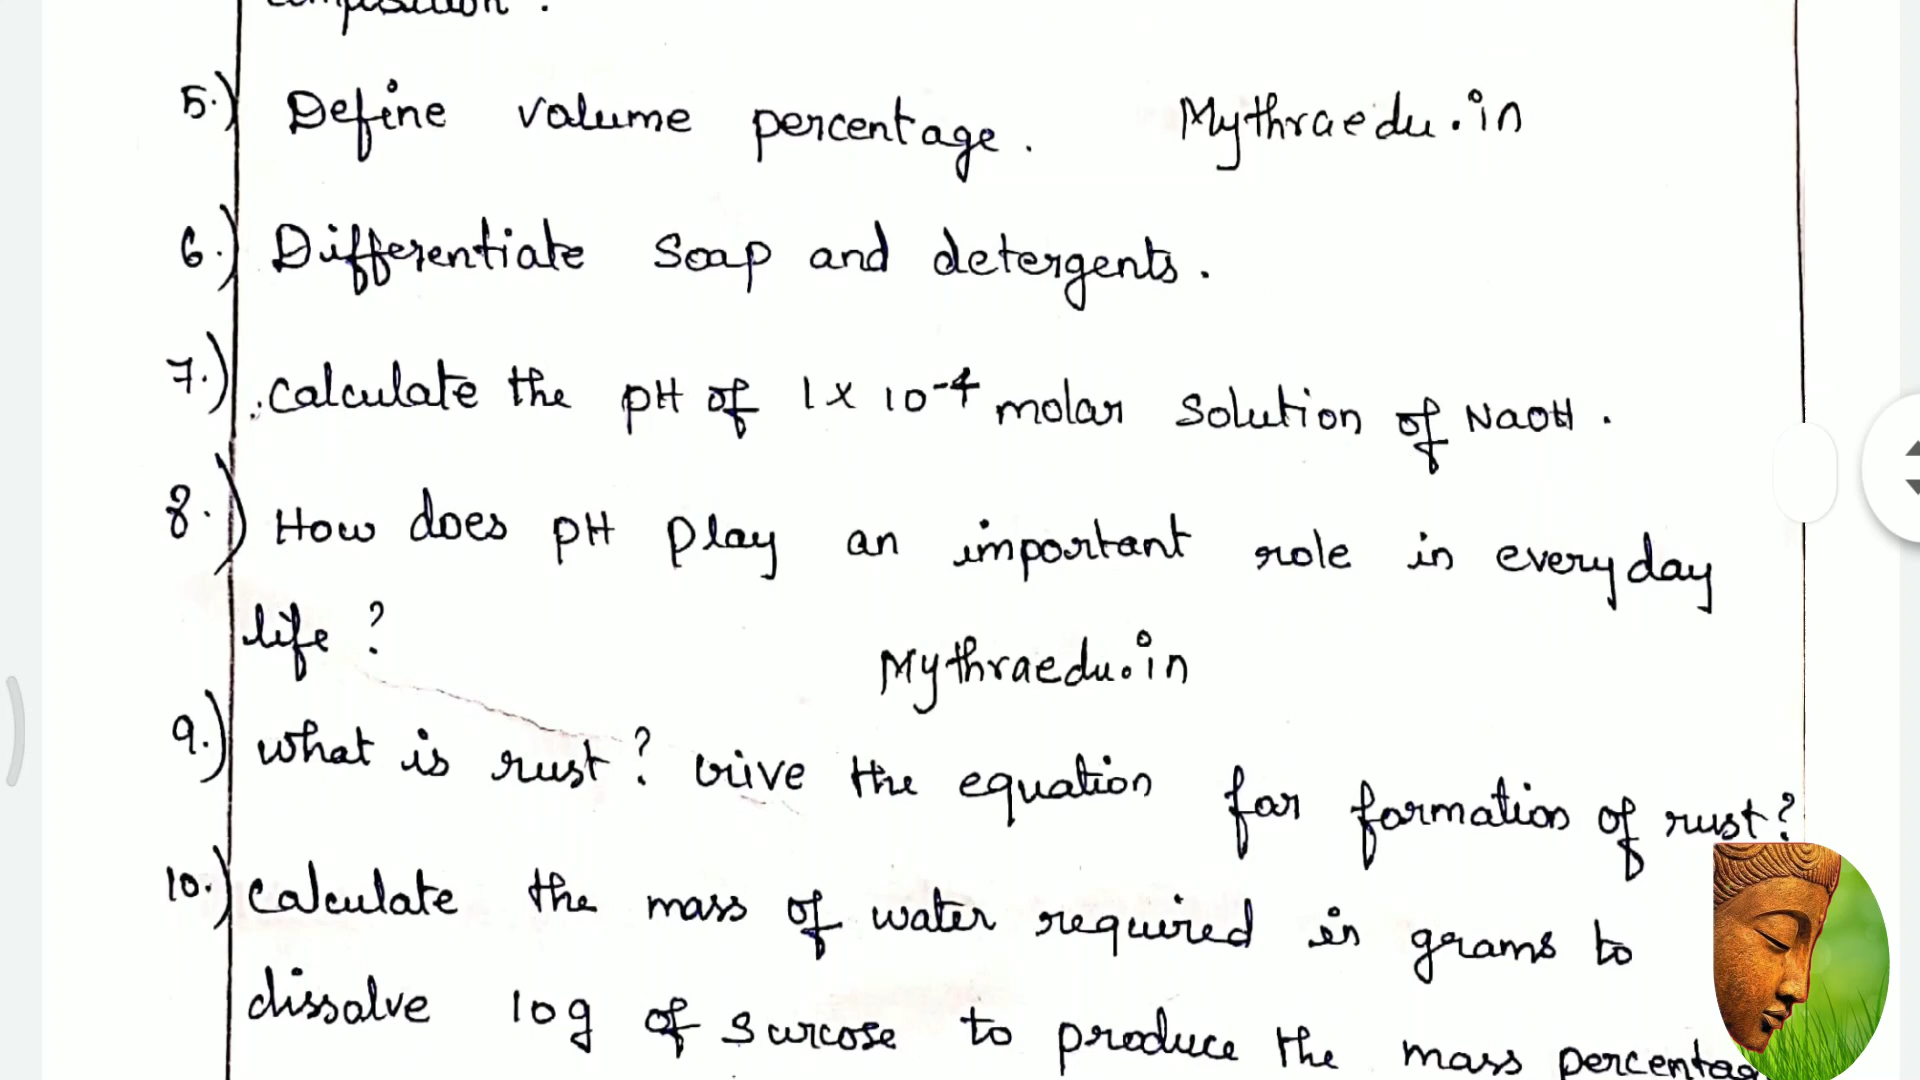 composition.
5.) Define volume percentage. Mythraedu.in
6.) Differentiate Soap and detergents.
7.) Calculate the pH of 1 x 10-4 molar Solution of NaOH.
8.) How does pH Play an important role in everyday
life?
Mythraedu.in
9.) what is rust? Give the equation for formation of rust?
10.) Calculate the mass of water required in grams to
dissolve 10g of surcose to produce the mass percentag